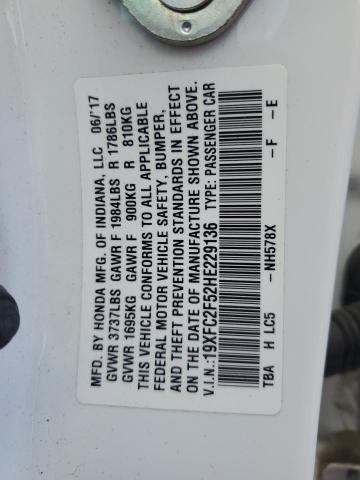 MFD. BY HONDA MFG. OF INDIANA, LLC 06/'17
GVWR 3737LBS GAWR F 1984LBS R 1786LBS
GVWR 1695KG GAWR F 900KG R 810KG
THIS VEHICLE CONFORMS TO ALL APPLICABLE
FEDERAL MOTOR VEHICLE SAFETY, BUMPER,
AND THEFT PREVENTION STANDARDS IN EFFECT
ON THE DATE OF MANUFACTURE SHOWN ABOVE.
V.I.N.: 19XFC2F52HE229136 TYPE: PASSENGER CAR
TBA H LC5 -NH578X -F -E